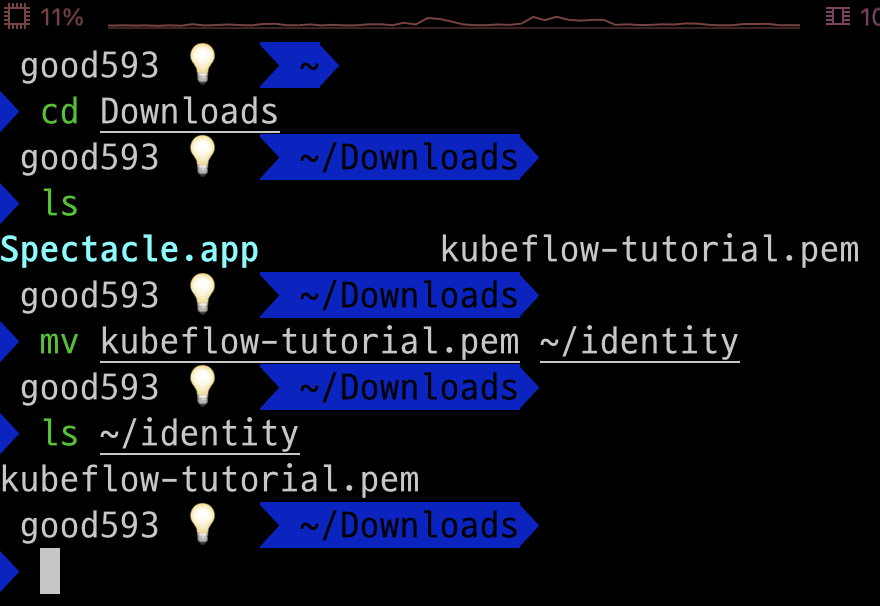 11% 10
good593 💡 ~
cd Downloads
good593 💡 ~/Downloads
ls
Spectacle.app kubeflow-tutorial.pem
good593 💡 ~/Downloads
mv kubeflow-tutorial.pem ~/identity
good593 💡 ~/Downloads
ls ~/identity
kubeflow-tutorial.pem
good593 💡 ~/Downloads